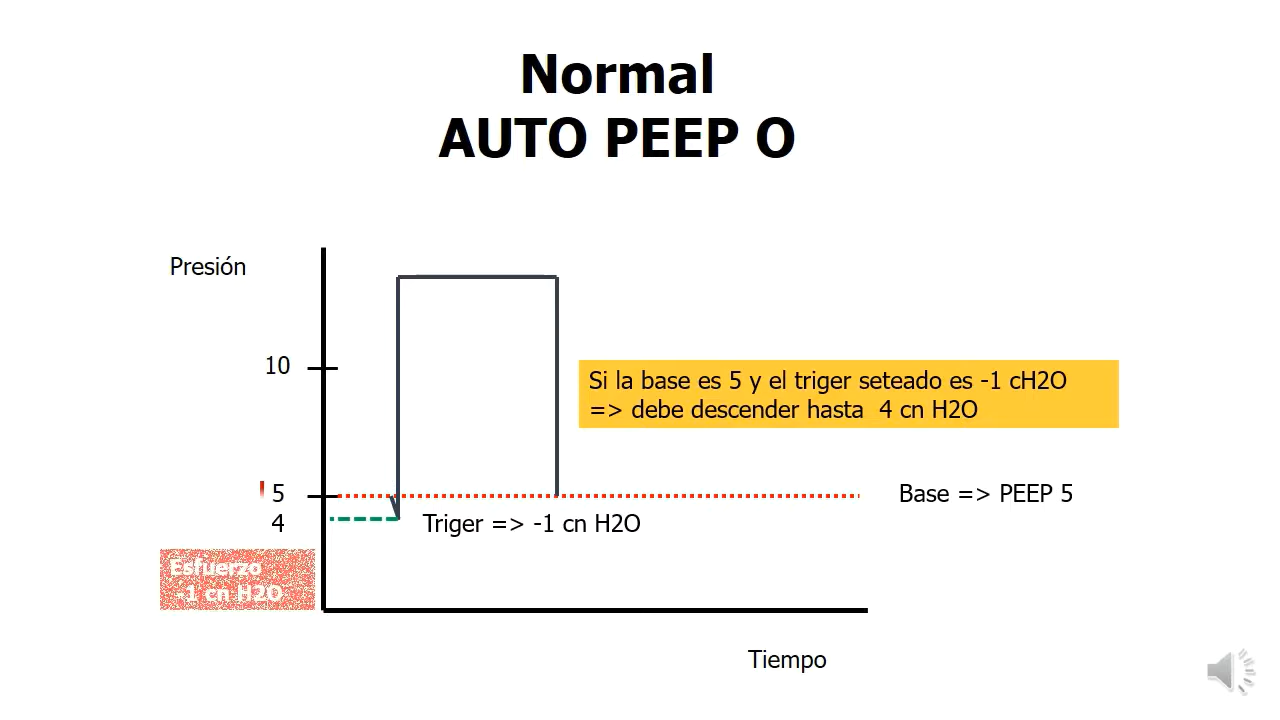 Normal
AUTO PEEP O
Presión
10
Si la base es 5 y el triger seteado es -1 cH2O
=> debe descender hasta 4 cn H2O
5
Base => PEEP 5
4
Triger => -1 cn H2O
Esfuerzo
-1 cn H2O
Tiempo